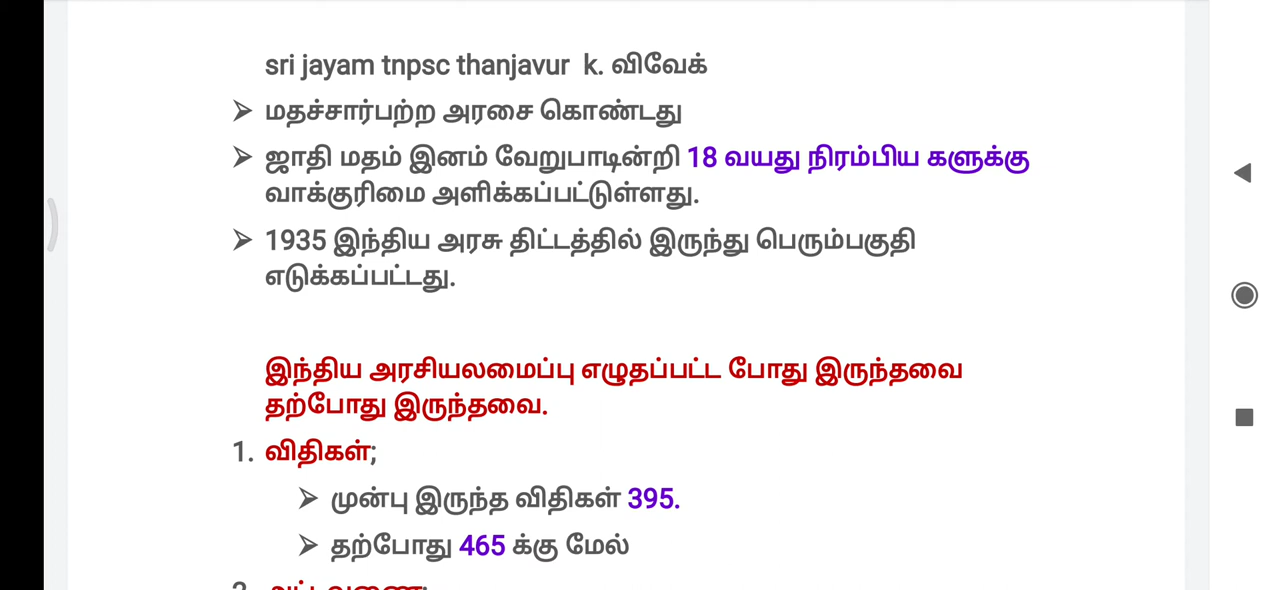 sri jayam tnpsc thanjavur k. விவேக்
➢ மதச்சார்பற்ற அரசை கொண்டது
➢ ஜாதி மதம் இனம் வேறுபாடின்றி 18 வயது நிரம்பிய களுக்கு
வாக்குரிமை அளிக்கப்பட்டுள்ளது.
➢ 1935 இந்திய அரசு திட்டத்தில் இருந்து பெரும்பகுதி
எடுக்கப்பட்டது.
இந்திய அரசியலமைப்பு எழுதப்பட்ட போது இருந்தவை
தற்போது இருந்தவை.
1. விதிகள்;
➢ முன்பு இருந்த விதிகள் 395.
➢ தற்போது 465 க்கு மேல்